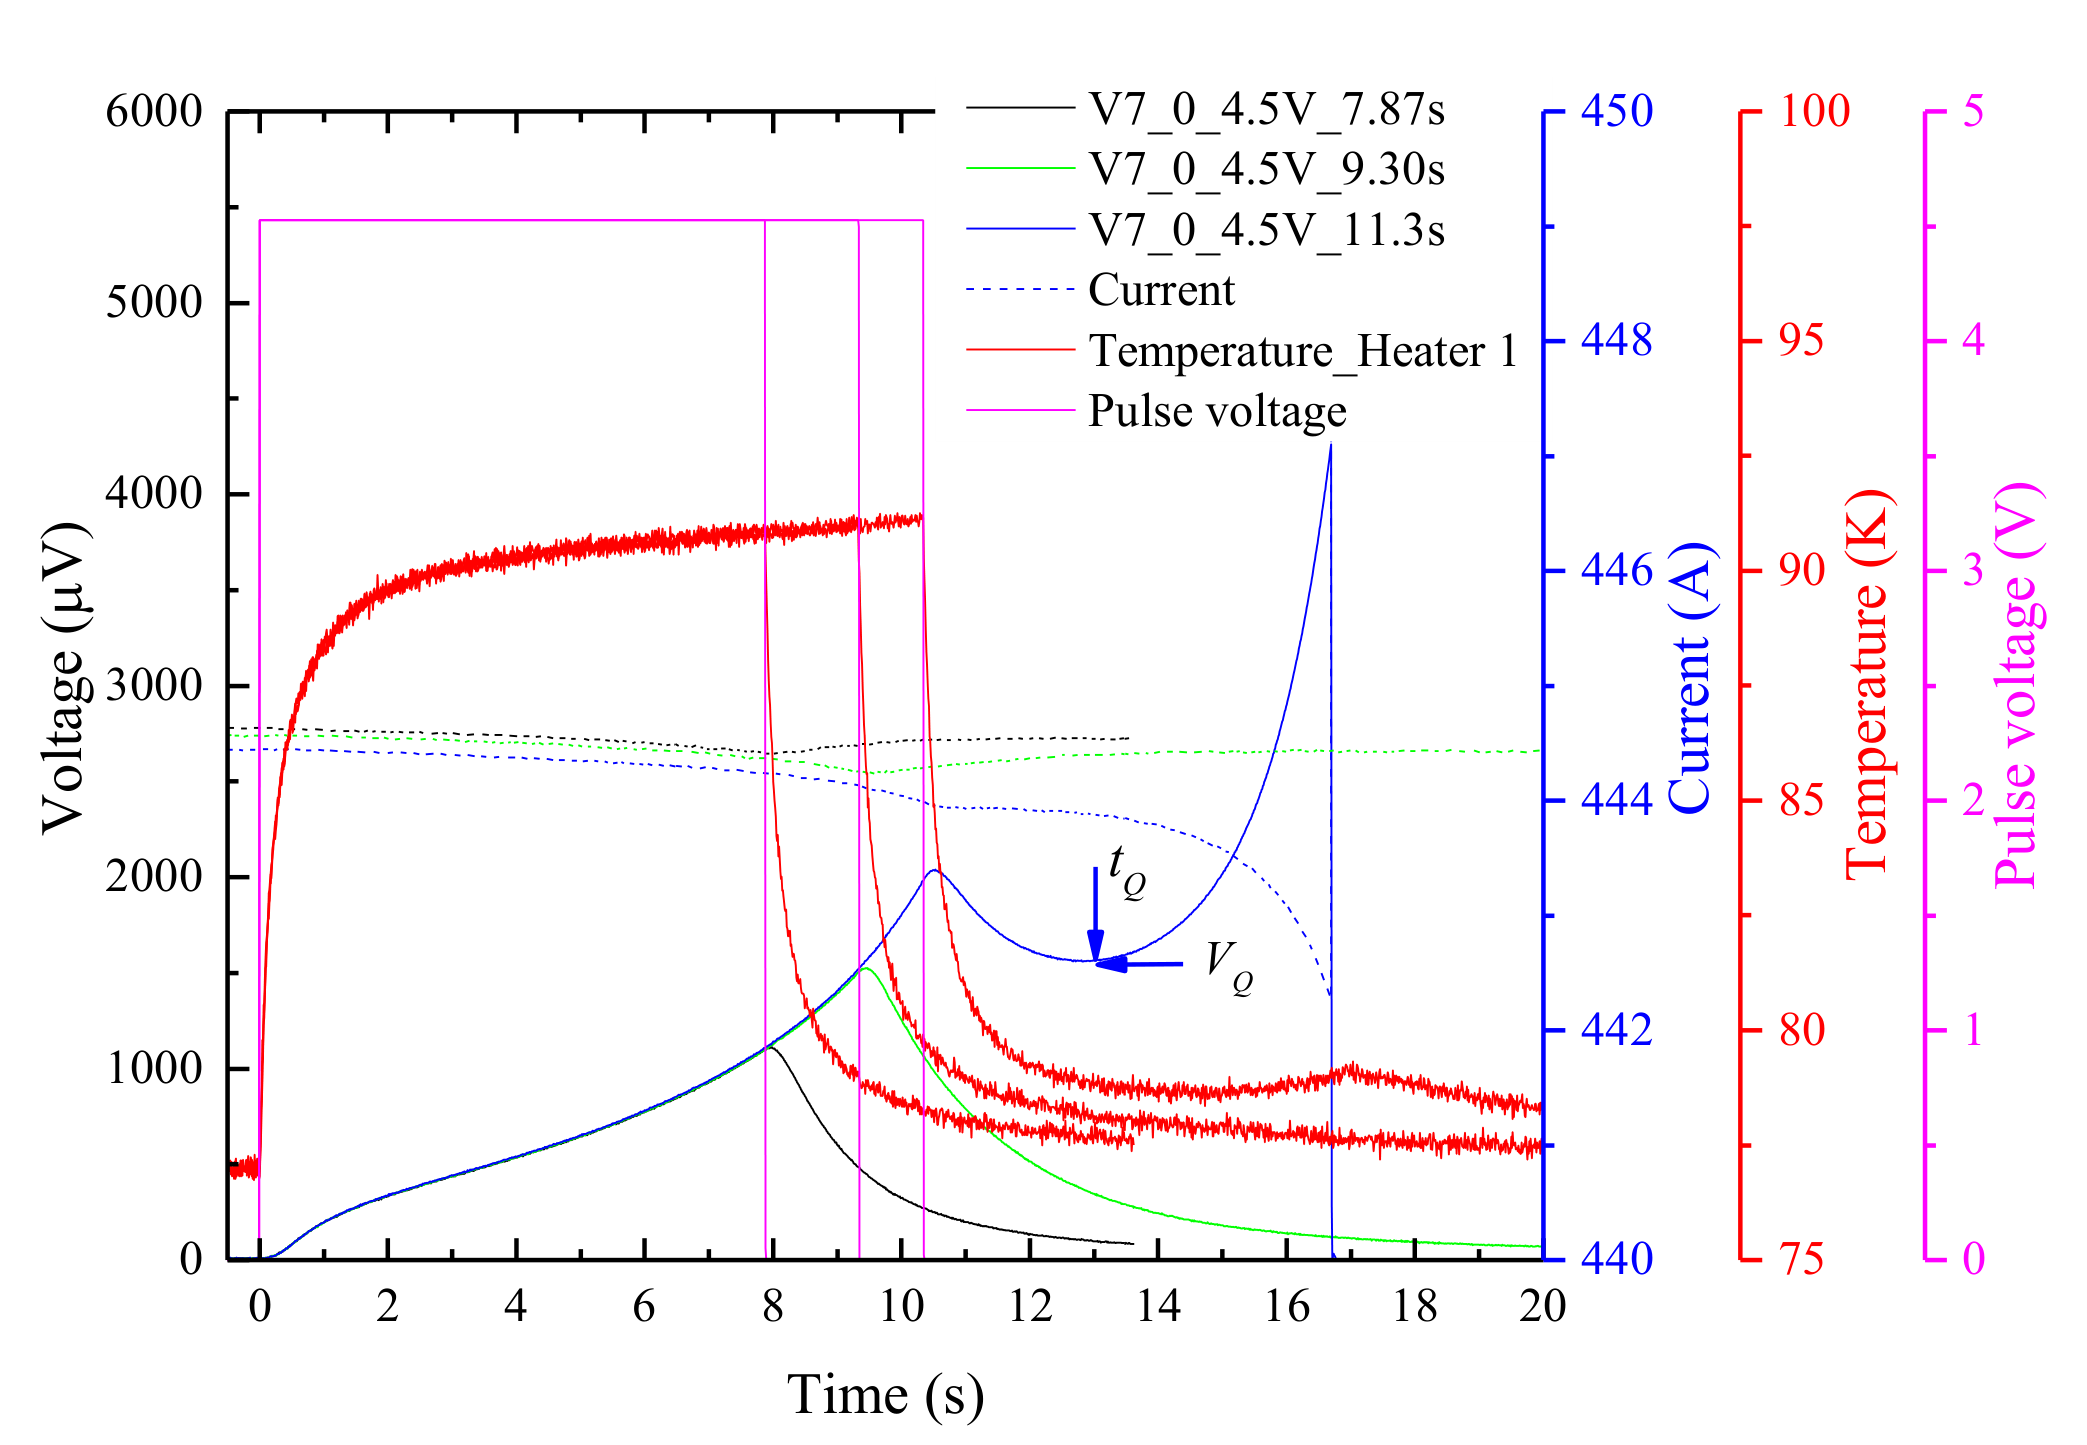 V7_0_4.5V_7.87s
V7_0_4.5V_9.30s
V7_0_4.5V_11.3s
Current
Temperature_Heater 1
Pulse voltage
6000
5000
4000
3000
2000
1000
0
Voltage (µV)
0 2 4 6 8 10 12 14 16 18 20
Time (s)
tQ
VQ
450
448
446
444
442
440
Current (A)
100
95
90
85
80
75
Temperature (K)
5
4
3
2
1
0
Pulse voltage (V)